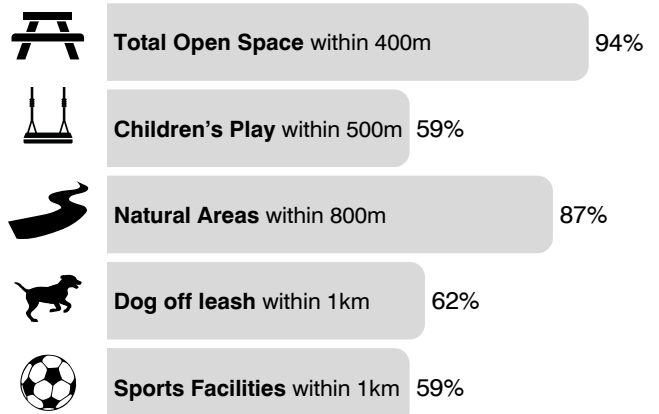 Total Open Space within 400m 94%
Children's Play within 500m 59%
Natural Areas within 800m 87%
Dog off leash within 1km 62%
Sports Facilities within 1km 59%